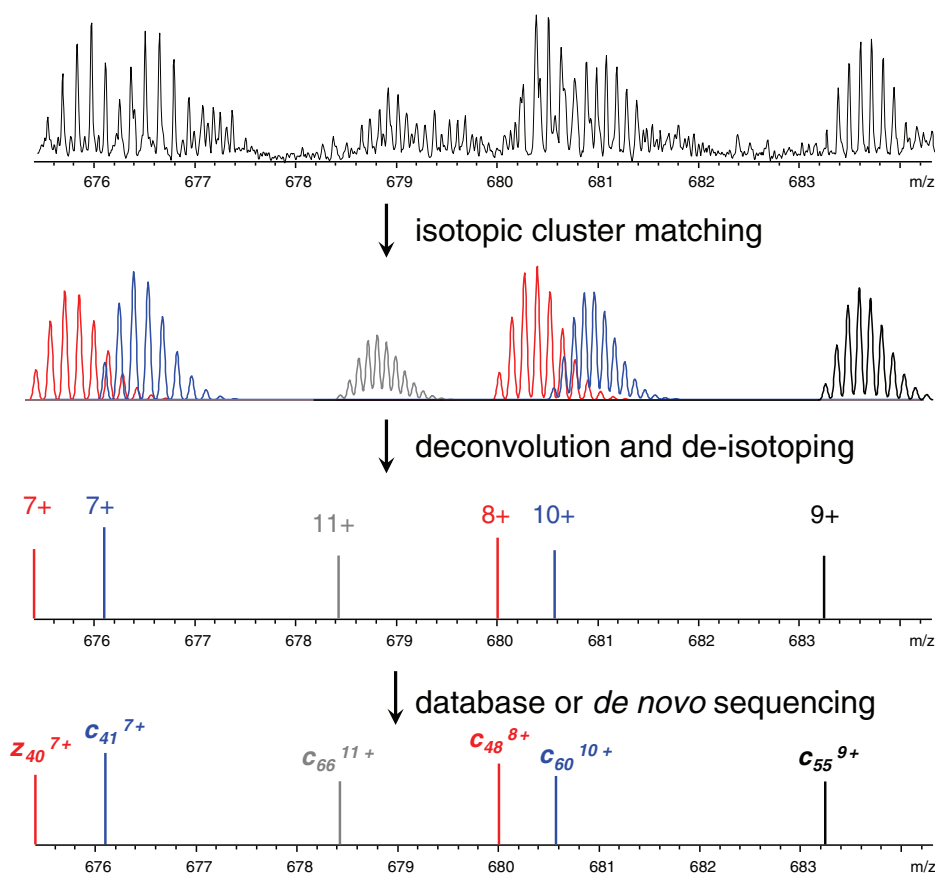 676 677 678 679 680 681 682 683 m/z
isotopic cluster matching
deconvolution and de-isotoping
7+ 7+ 11+ 8+ 10+ 9+
676 677 678 679 680 681 682 683 m/z
database or de novo sequencing
z40 7+ c41 7+ c66 11+ c48 8+ c60 10+ c55 9+
676 677 678 679 680 681 682 683 m/z